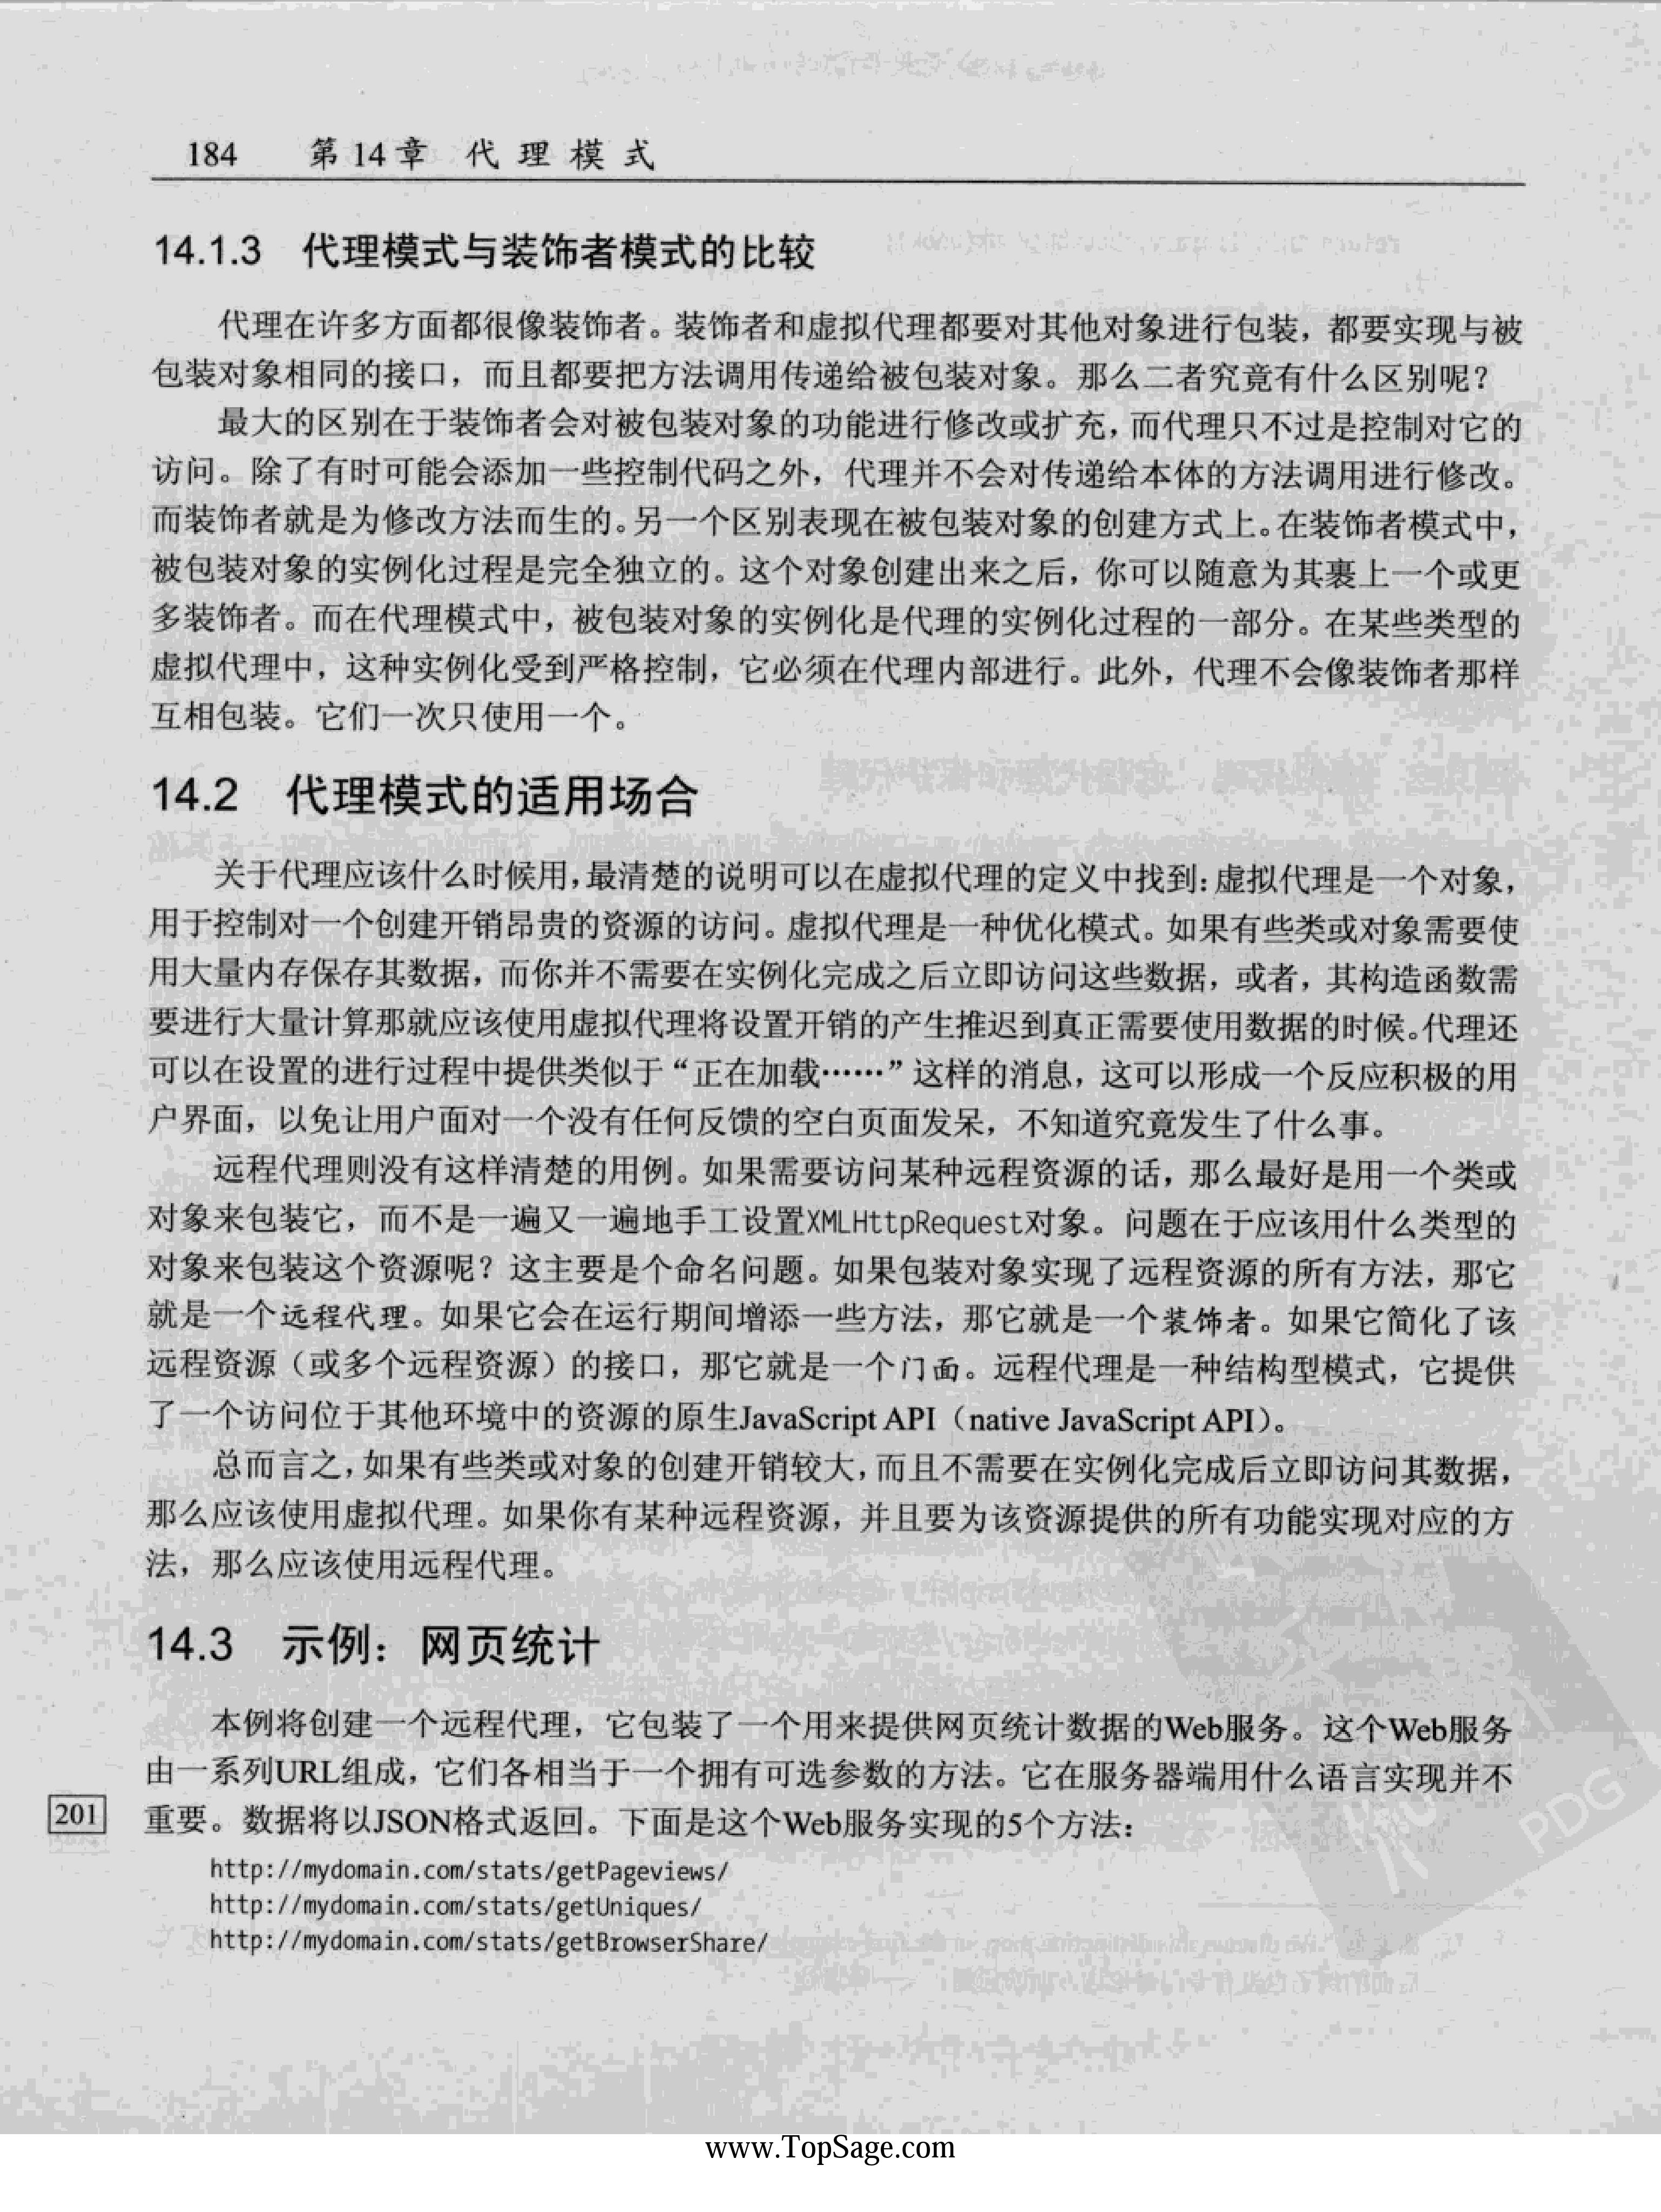 184 第14章 代理模式
14.1.3 代理模式与装饰者模式的比较
代理在许多方面都很像装饰者。装饰者和虚拟代理都要对其他对象进行包装，都要实现与被
包装对象相同的接口，而且都要把方法调用传递给被包装对象。那么二者究竟有什么区别呢？
最大的区别在于装饰者会对被包装对象的功能进行修改或扩充，而代理只不过是控制对它的
访问。除了有时可能会添加一些控制代码之外，代理并不会对传递给本体的方法调用进行修改。
而装饰者就是为修改方法而生的。另一个区别表现在被包装对象的创建方式上。在装饰者模式中，
被包装对象的实例化过程是完全独立的。这个对象创建出来之后，你可以随意为其裹上一个或更
多装饰者。而在代理模式中，被包装对象的实例化是代理的实例化过程的一部分。在某些类型的
虚拟代理中，这种实例化受到严格控制，它必须在代理内部进行。此外，代理不会像装饰者那样
互相包装。它们一次只使用一个。
14.2 代理模式的适用场合
关于代理应该什么时候用，最清楚的说明可以在虚拟代理的定义中找到：虚拟代理是一个对象，
用于控制对一个创建开销昂贵的资源的访问。虚拟代理是一种优化模式。如果有些类或对象需要使
用大量内存保存其数据，而你并不需要在实例化完成之后立即访问这些数据，或者，其构造函数需
要进行大量计算那就应该使用虚拟代理将设置开销的产生推迟到真正需要使用数据的时候。代理还
可以在设置的进行过程中提供类似于“正在加载……”这样的消息，这可以形成一个反应积极的用
户界面，以免让用户面对一个没有任何反馈的空白页面发呆，不知道究竟发生了什么事。
远程代理则没有这样清楚的用例。如果需要访问某种远程资源的话，那么最好是用一个类或
对象来包装它，而不是一遍又一遍地手工设置XMLHttpRequest对象。问题在于应该用什么类型的
对象来包装这个资源呢？这主要是个命名问题。如果包装对象实现了远程资源的所有方法，那它
就是一个远程代理。如果它会在运行期间增添一些方法，那它就是一个装饰者。如果它简化了该
远程资源（或多个远程资源）的接口，那它就是一个门面。远程代理是一种结构型模式，它提供
了一个访问位于其他环境中的资源的原生JavaScript API（native JavaScript API）。
总而言之，如果有些类或对象的创建开销较大，而且不需要在实例化完成后立即访问其数据，
那么应该使用虚拟代理。如果你有某种远程资源，并且要为该资源提供的所有功能实现对应的方
法，那么应该使用远程代理。
14.3 示例：网页统计
本例将创建一个远程代理，它包装了一个用来提供网页统计数据的Web服务。这个Web服务
由一系列URL组成，它们各相当于一个拥有可选参数的方法。它在服务器端用什么语言实现并不
201 重要。数据将以JSON格式返回。下面是这个Web服务实现的5个方法：
http://mydomain.com/stats/getPageviews/
http://mydomain.com/stats/getUniques/
http://mydomain.com/stats/getBrowserShare/
PDG
www.TopSage.com